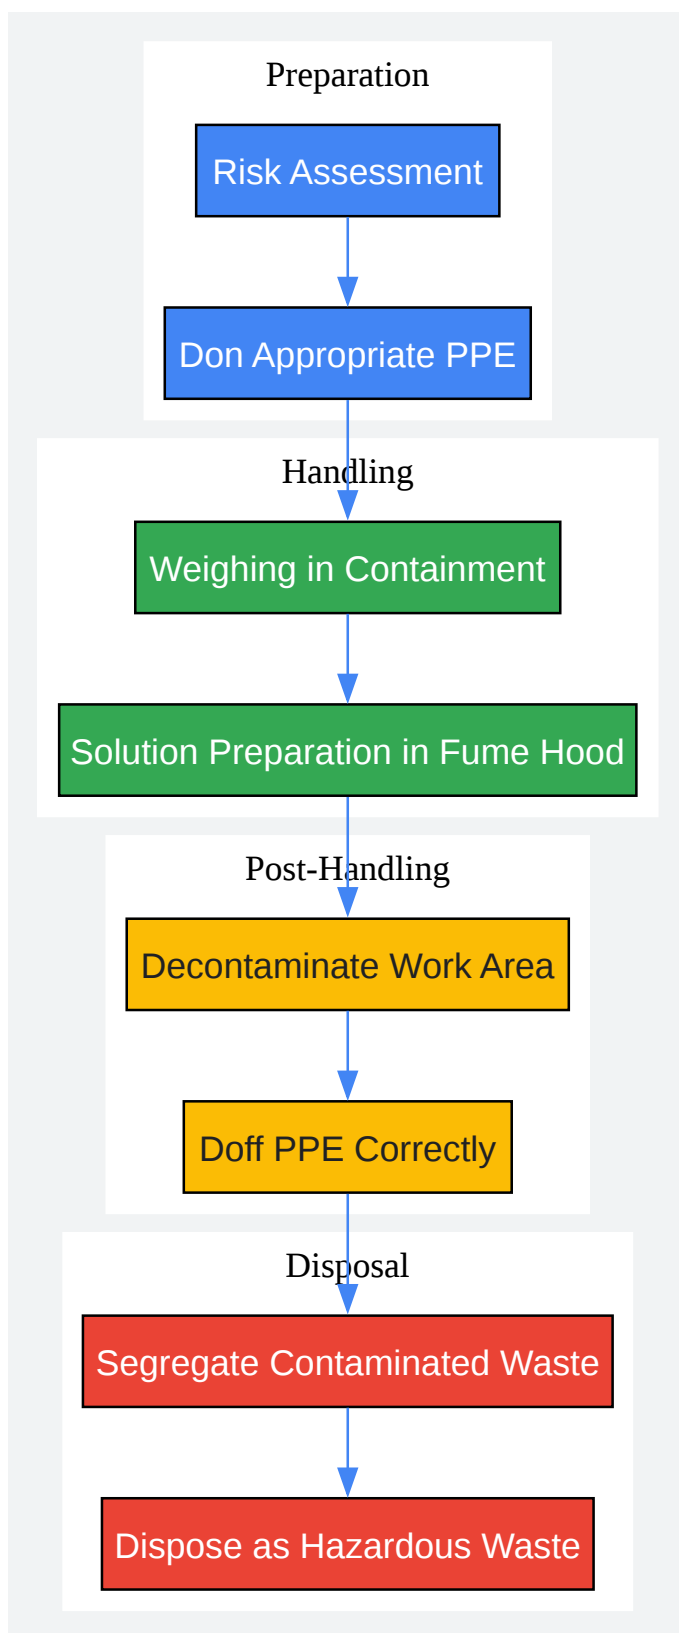 Preparation
Risk Assessment
Don Appropriate PPE
Handling
Weighing in Containment
Solution Preparation in Fume Hood
Post-Handling
Decontaminate Work Area
Doff PPE Correctly
Disposal
Segregate Contaminated Waste
Dispose as Hazardous Waste